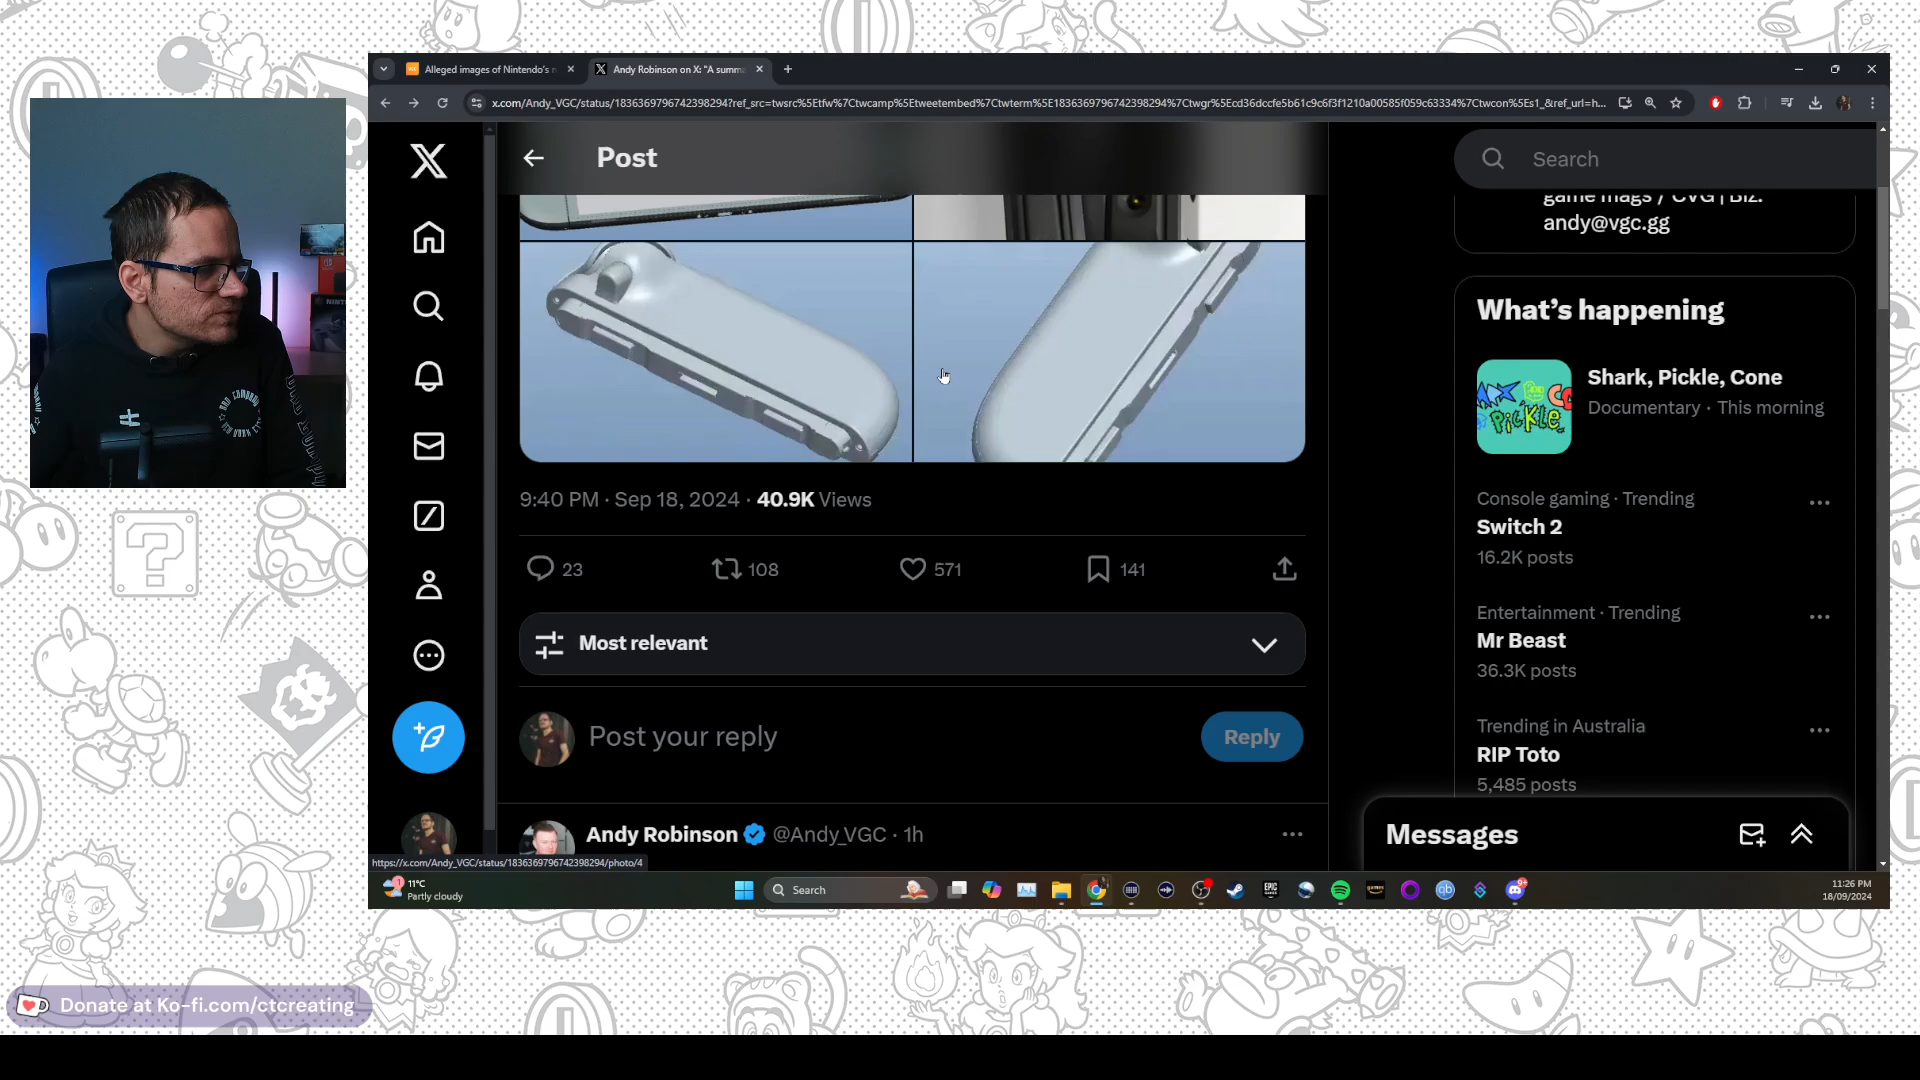 Alleged images of Nintendo's n
Andy Robinson on X: "A summa
x.com/Andy_VGC/status/1836369796742398294?ref_src=twsrc%5Etfw%7Ctwcamp%5Etweetembed%7Ctwterm%5E1836369796742398294%7Ctwgr%5Ecd36dccfe5b61c9c6f3f1210a00585f059c63334%7Ctwcon%5Es1_&ref_url=h...
Post
Search
game mags / CVG | Biz:
andy@vgc.gg
What's happening
Shark, Pickle, Cone
Documentary · This morning
Console gaming · Trending
Switch 2
16.2K posts
Entertainment · Trending
Mr Beast
36.3K posts
Trending in Australia
RIP Toto
5,485 posts
9:40 PM · Sep 18, 2024 · 40.9K Views
23
108
571
141
Most relevant
Post your reply
Reply
Andy Robinson @Andy_VGC · 1h
Messages
https://x.com/Andy_VGC/status/1836369796742398294/photo/4
11°C
Partly cloudy
Search
11:26 PM
18/09/2024
Donate at Ko-fi.com/ctcreating